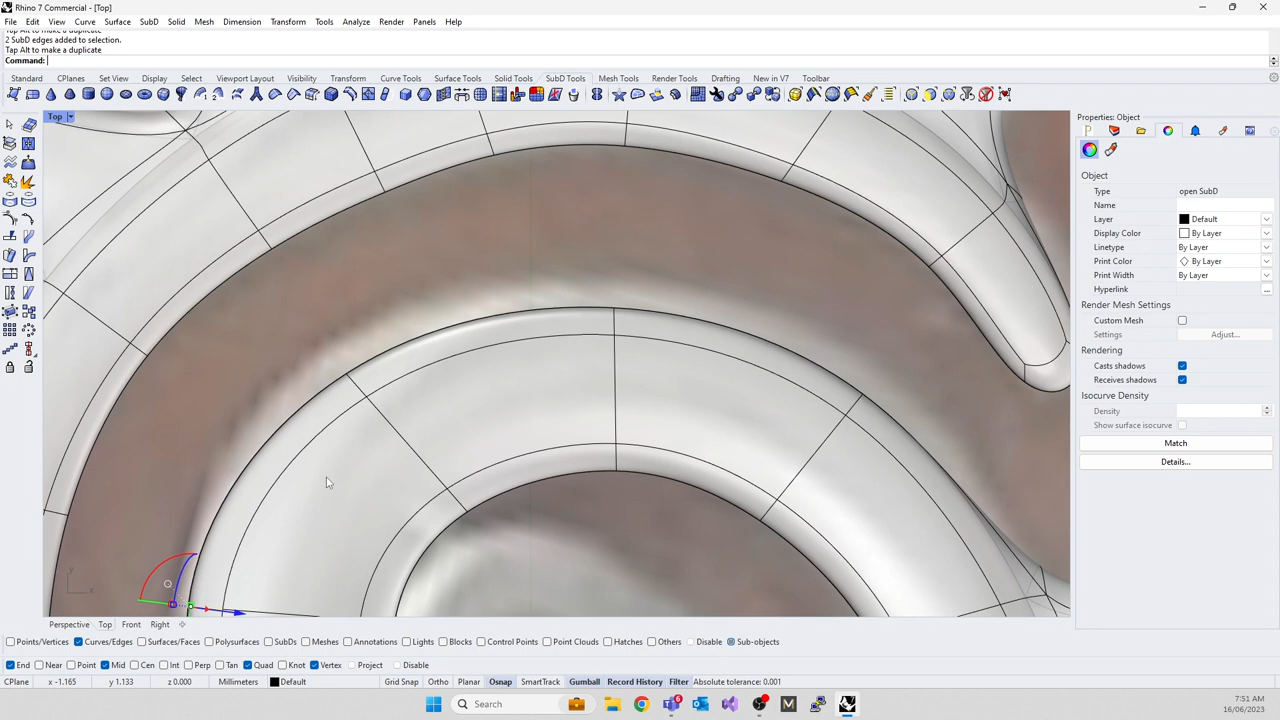 Rhino 7 Commercial - [Top]
File Edit View Curve Surface SubD Solid Mesh Dimension Transform Tools Analyze Render Panels Help
Tap Alt to make a duplicate
2 SubD edges added to selection.
Tap Alt to make a duplicate
Command:
Standard CPlanes Set View Display Select Viewport Layout Visibility Transform Curve Tools Surface Tools Solid Tools SubD Tools Mesh Tools Render Tools Drafting New in V7 Toolbar
Top
Properties: Object
Object
Type open SubD
Name
Layer Default
Display Color By Layer
Linetype By Layer
Print Color By Layer
Print Width By Layer
Hyperlink ...
Render Mesh Settings
Custom Mesh
Settings Adjust...
Rendering
Casts shadows
Receives shadows
Isocurve Density
Density
Show surface isocurve
Match
Details...
y
x
Perspective Top Front Right
Points/Vertices Curves/Edges Surfaces/Faces Polysurfaces SubDs Meshes Annotations Lights Blocks Control Points Point Clouds Hatches Others Disable Sub-objects
End Near Point Mid Cen Int Perp Tan Quad Knot Vertex Project Disable
CPlane x -1.165 y 1.133 z 0.000 Millimeters Default Grid Snap Ortho Planar Osnap SmartTrack Gumball Record History Filter Absolute tolerance: 0.001
Search
6
7:51 AM
16/06/2023